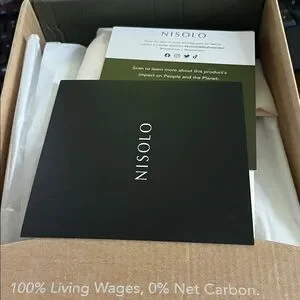 NISOLO
Scan to learn more about this product's
impact on People and the Planet:
NISOLO
100% Living Wages, 0% Net Carbon.